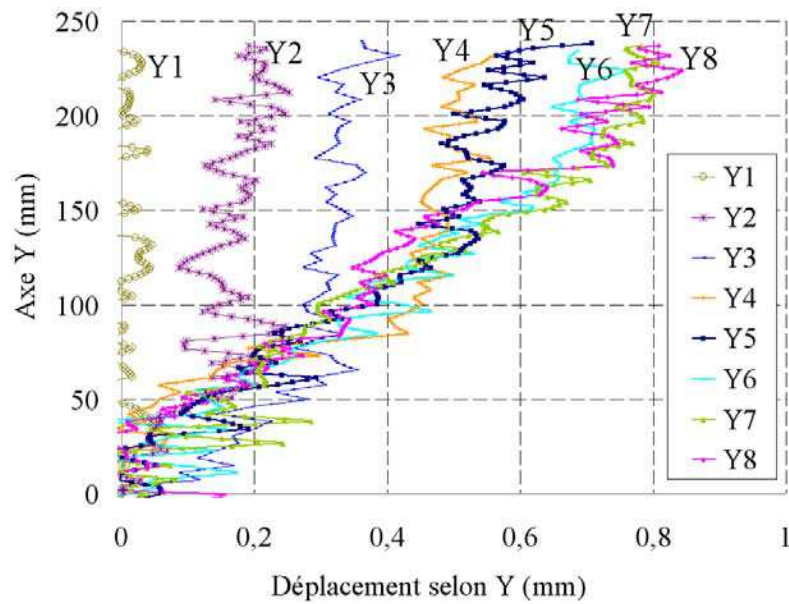 250
200
150
100
50
0
Axe Y (mm)
Y1
Y2
Y3
Y4
Y5
Y6
Y7
Y8
Y1
Y2
Y3
Y4
Y5
Y6
Y7
Y8
0 0,2 0,4 0,6 0,8 1
Déplacement selon Y (mm)